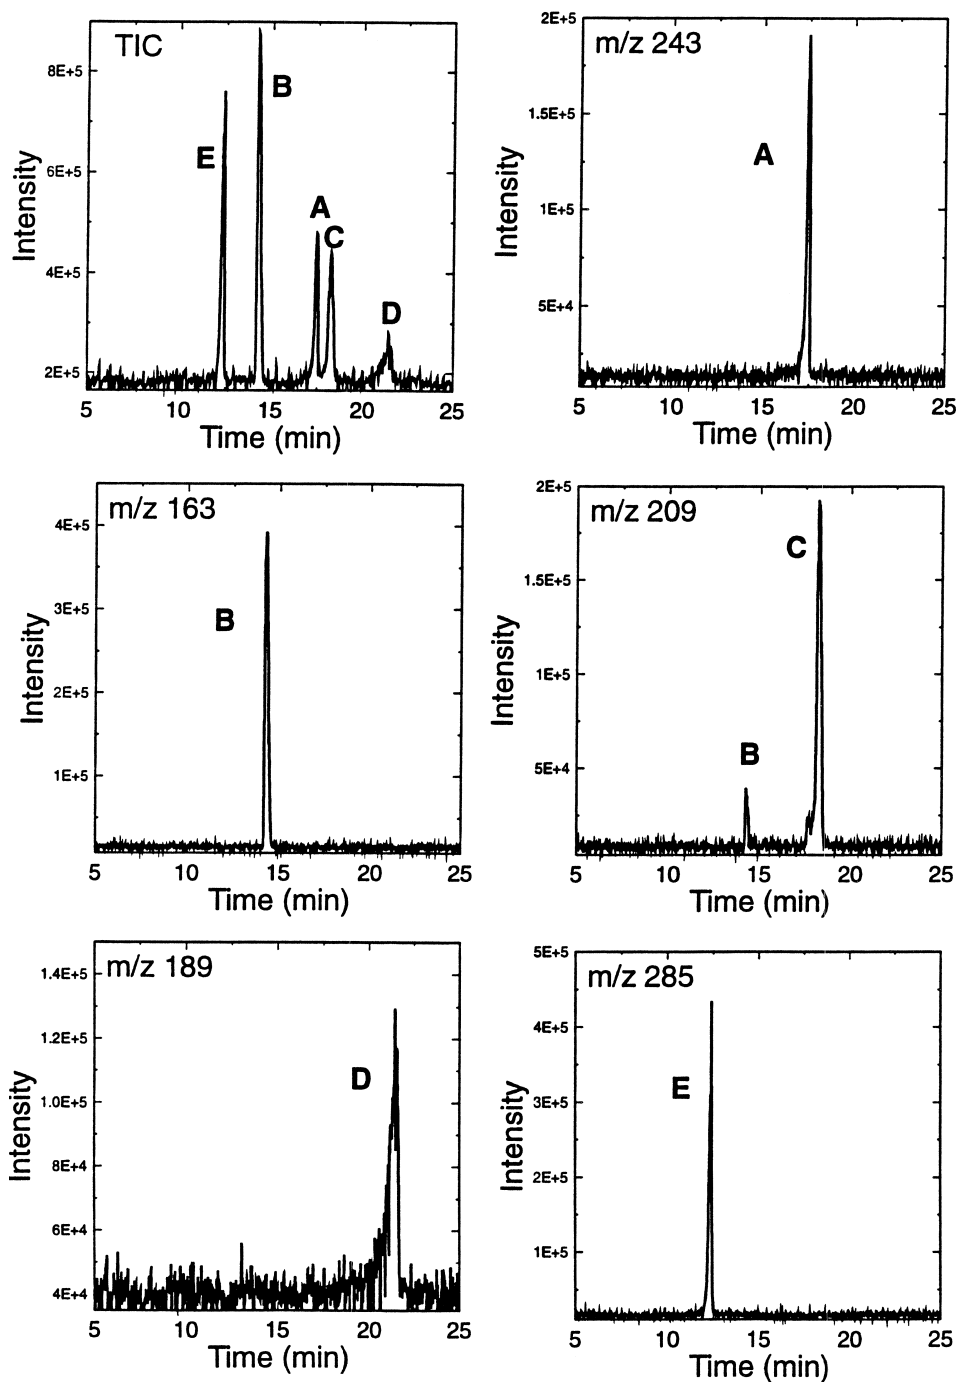 TIC
8E+5
6E+5
4E+5
2E+5
Intensity
E
B
A
C
D
5 10 15 20 25
Time (min)
m/z 243
2E+5
1.5E+5
1E+5
5E+4
Intensity
A
5 10 15 20 25
Time (min)
m/z 163
4E+5
3E+5
2E+5
1E+5
Intensity
B
5 10 15 20 25
Time (min)
m/z 209
2E+5
1.5E+5
1E+5
5E+4
Intensity
C
B
5 10 15 20 25
Time (min)
m/z 189
1.4E+5
1.2E+5
1.0E+5
8E+4
6E+4
4E+4
Intensity
D
5 10 15 20 25
Time (min)
m/z 285
5E+5
4E+5
3E+5
2E+5
1E+5
Intensity
E
5 10 15 20 25
Time (min)